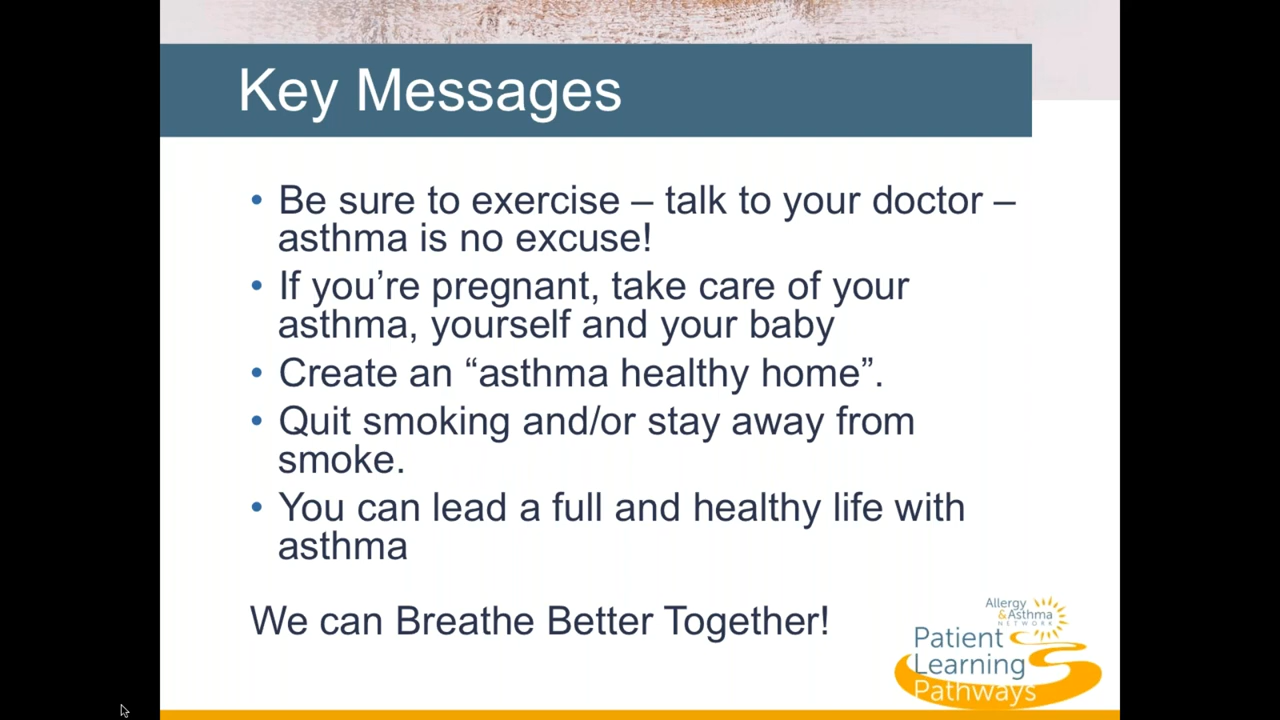 Key Messages
• Be sure to exercise – talk to your doctor –
asthma is no excuse!
• If you’re pregnant, take care of your
asthma, yourself and your baby
• Create an “asthma healthy home”.
• Quit smoking and/or stay away from
smoke.
• You can lead a full and healthy life with
asthma
We can Breathe Better Together!
Allergy
&Asthma
NETWORK
Patient
Learning
Pathways